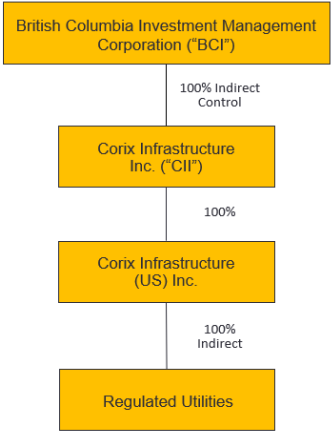 British Columbia Investment Management
Corporation (“BCI”)
100% Indirect
Control
Corix Infrastructure
Inc. (“CII”)
100%
Corix Infrastructure
(US) Inc.
100%
Indirect
Regulated Utilities